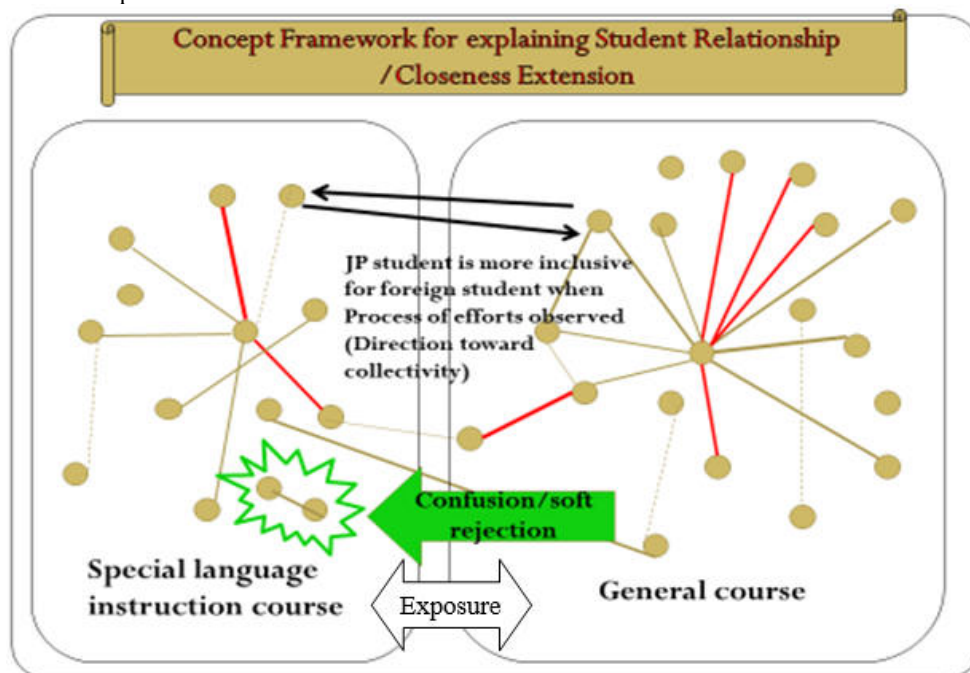 Concept Framework for explaining Student Relationship
/Closeness Extension
JP student is more inclusive
for foreign student when
Process of efforts observed
(Direction toward
collectivity)
Confusion/soft
rejection
Special language
instruction course
Exposure
General course